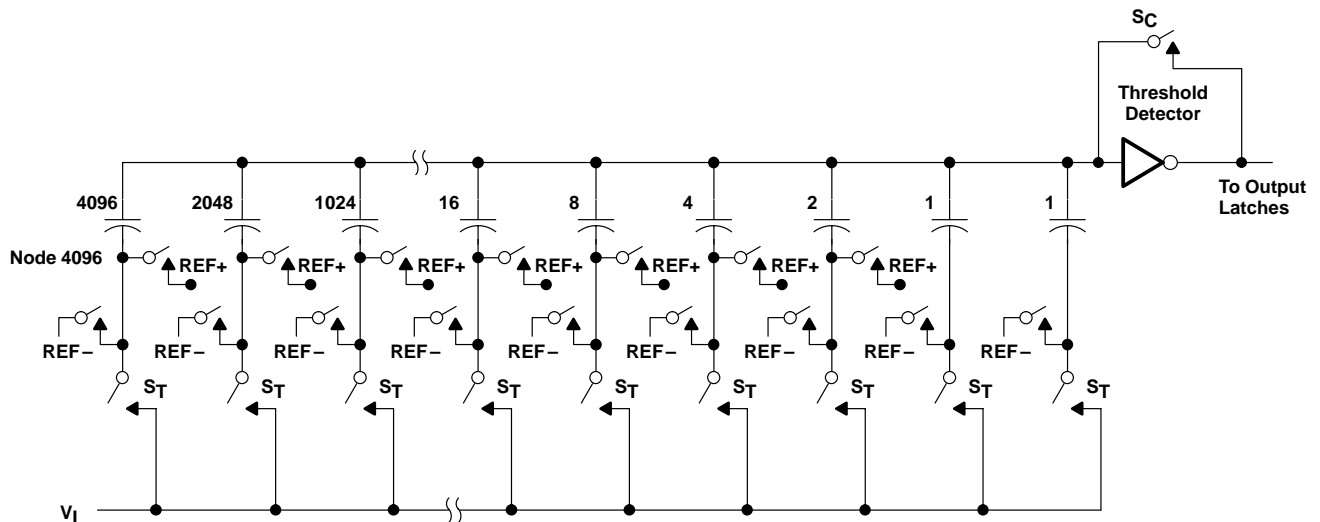 SC
Threshold
Detector
To Output
Latches
4096 2048 1024 16 8 4 2 1 1
Node 4096 REF+ REF+ REF+ REF+ REF+ REF+ REF+
REF− REF− REF− REF− REF− REF− REF− REF− REF−
ST ST ST ST ST ST ST ST ST
VI